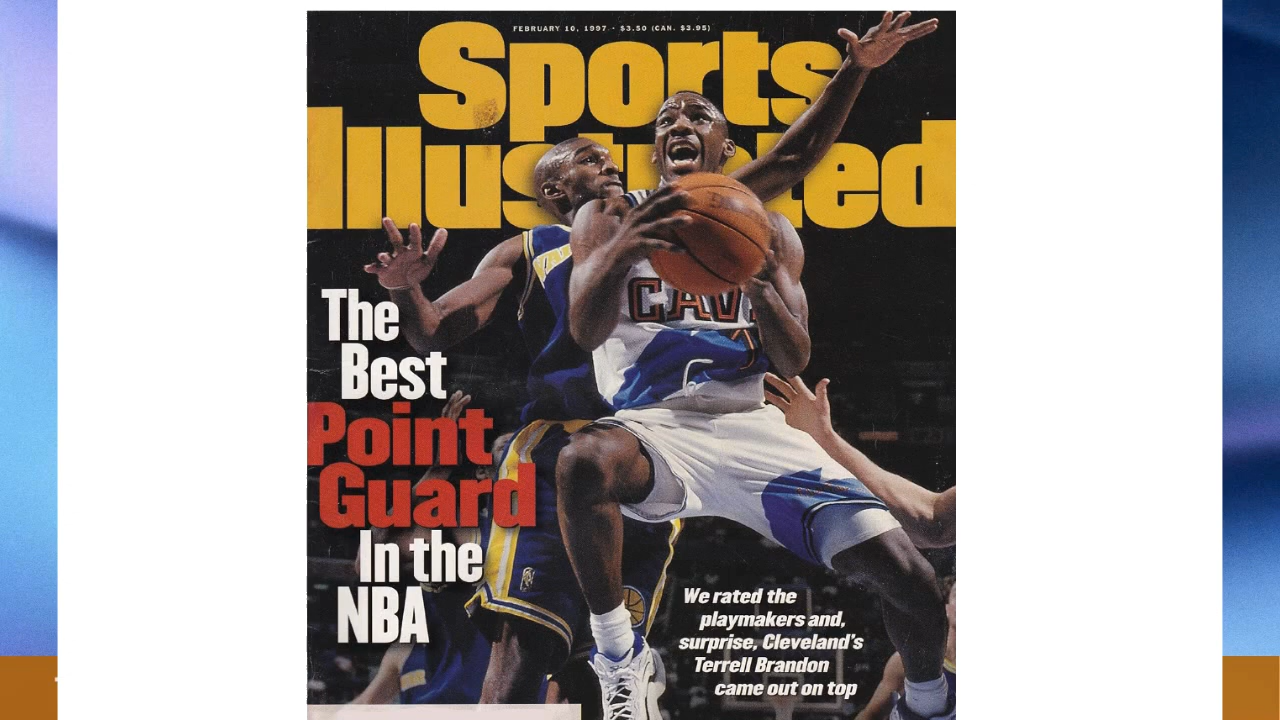 FEBRUARY 10, 1997 · $3.50 (CAN. $3.95)
Sports
Illustrated
CAV
The
Best
Point
Guard
In the
NBA
We rated the
playmakers and,
surprise, Cleveland's
Terrell Brandon
came out on top